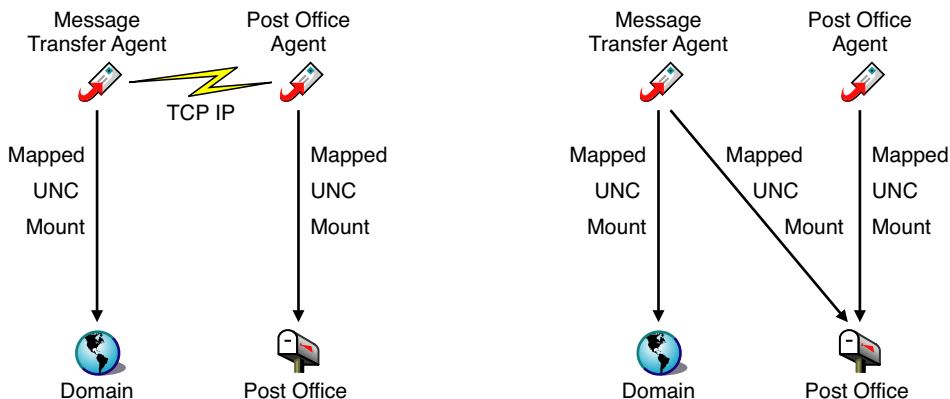 Message
Transfer Agent
Post Office
Agent
TCP IP
Mapped
UNC
Mount
Mapped
UNC
Mount
Domain
Post Office
Message
Transfer Agent
Post Office
Agent
Mapped
UNC
Mount
Mapped
UNC
Mount
Mapped
UNC
Mount
Domain
Post Office